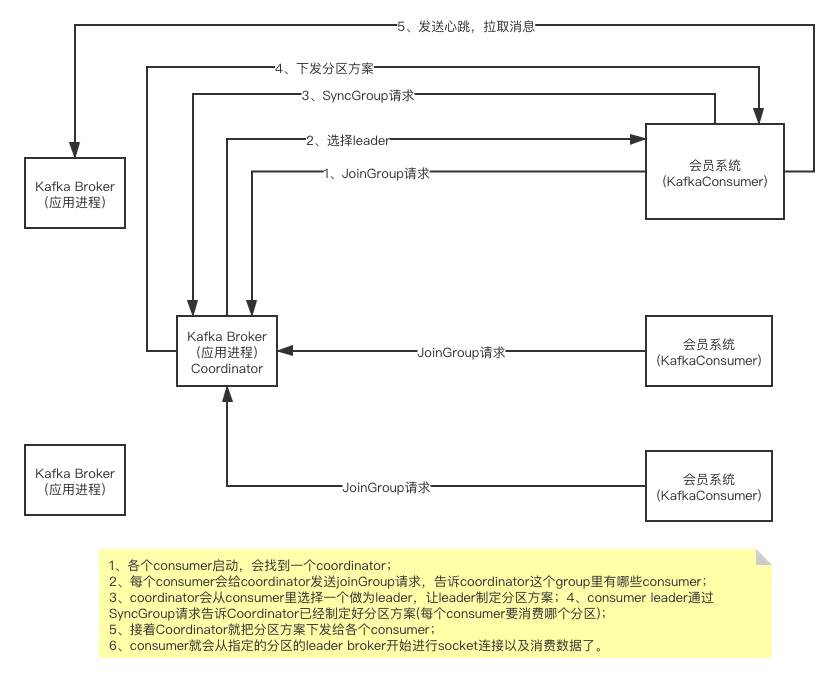 5、发送心跳，拉取消息
4、下发分区方案
3、SyncGroup请求
2、选择leader
1、JoinGroup请求
Kafka Broker
（应用进程）
会员系统
(KafkaConsumer)
Kafka Broker
（应用进程）
Coordinator
JoinGroup请求
会员系统
(KafkaConsumer)
Kafka Broker
（应用进程）
JoinGroup请求
会员系统
(KafkaConsumer)
1、各个consumer启动，会找到一个coordinator；
2、每个consumer会给coordinator发送joinGroup请求，告诉coordinator这个group里有哪些consumer；
3、coordinator会从consumer里选择一个做为leader，让leader制定分区方案；4、consumer leader通过
SyncGroup请求告诉Coordinator已经制定好分区方案(每个consumer要消费哪个分区)；
5、接着Coordinator就把分区方案下发给各个consumer；
6、consumer就会从指定的分区的leader broker开始进行socket连接以及消费数据了。